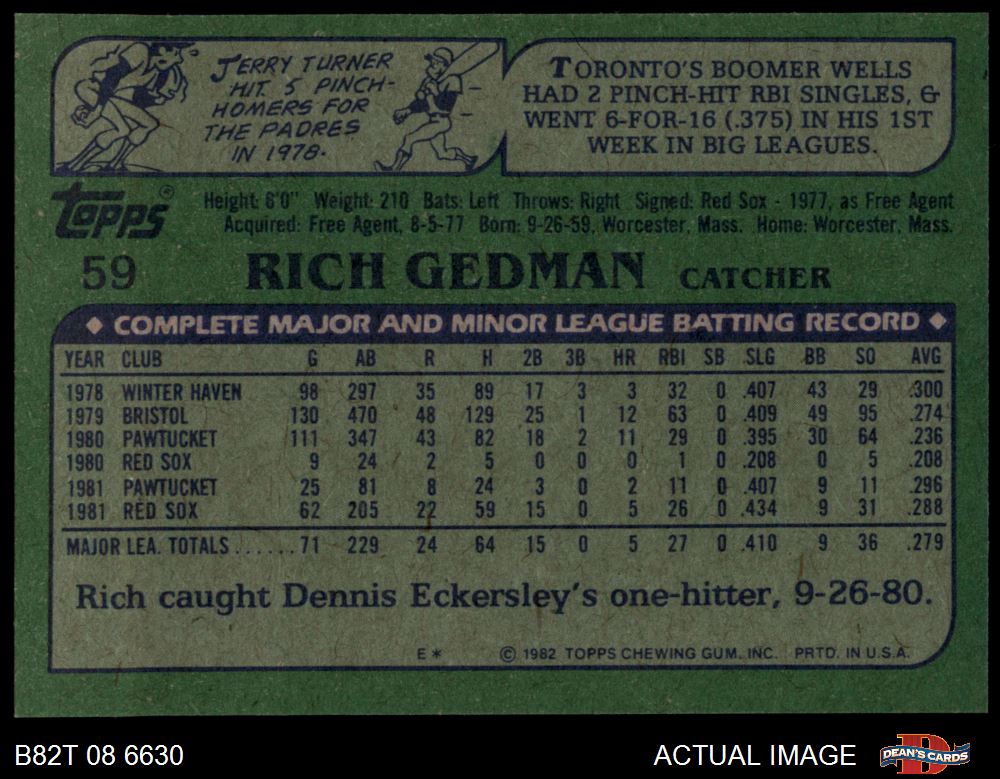 JERRY TURNER
HIT 5 PINCH-
HOMERS FOR
THE PADRES
IN 1978.
TORONTO'S BOOMER WELLS
HAD 2 PINCH-HIT RBI SINGLES, &
WENT 6-FOR-16 (.375) IN HIS 1ST
WEEK IN BIG LEAGUES.
Topps®
Height: 6'0" Weight: 210 Bats: Left Throws: Right Signed: Red Sox - 1977, as Free Agent
Acquired: Free Agent, 8-5-77 Born: 9-26-59, Worcester, Mass. Home: Worcester, Mass.
59 RICH GEDMAN CATCHER
◆ COMPLETE MAJOR AND MINOR LEAGUE BATTING RECORD ◆
YEAR CLUB G AB R H 2B 3B HR RBI SB SLG BB SO AVG
1978 WINTER HAVEN 98 297 35 89 17 3 3 32 0 .407 43 29 .300
1979 BRISTOL 130 470 48 129 25 1 12 63 0 .409 49 95 .274
1980 PAWTUCKET 111 347 43 82 18 2 11 29 0 .395 30 64 .236
1980 RED SOX 9 24 2 5 0 0 0 1 0 .208 0 5 .208
1981 PAWTUCKET 25 81 8 24 3 0 2 11 0 .407 9 11 .296
1981 RED SOX 62 205 22 59 15 0 5 26 0 .434 9 31 .288
MAJOR LEA. TOTALS......71 229 24 64 15 0 5 27 0 .410 9 36 .279
Rich caught Dennis Eckersley's one-hitter, 9-26-80.
E* © 1982 TOPPS CHEWING GUM, INC. PRTD. IN U.S.A.
B82T 08 6630 ACTUAL IMAGE DEAN'S CARDS